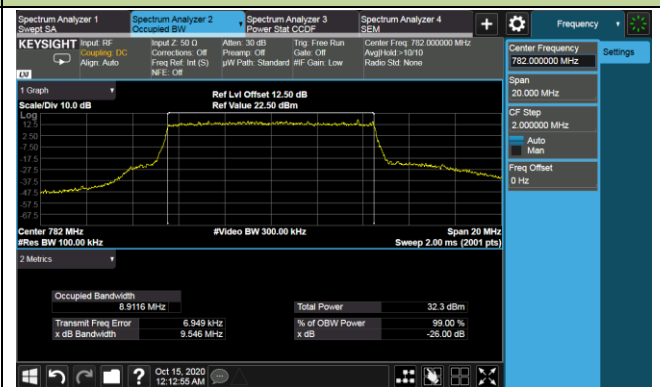 Spectrum Analyzer 1
Swept SA
Spectrum Analyzer 2
Occupied BW
Spectrum Analyzer 3
Power Stat CCDF
Spectrum Analyzer 4
SEM
Frequency
KEYSIGHT
Input: RF
Coupling: DC
Align: Auto
Input Z: 50 Ω
Corrections: Off
Freq Ref: Int (S)
NFE: Off
Atten: 30 dB
Preamp: Off
µW Path: Standard
Trig: Free Run
Gate: Off
#IF Gain: Low
Center Freq: 782.000000 MHz
Avg|Hold:>10/10
Radio Std: None
LXI
Center Frequency
782.000000 MHz
Settings
Span
20.000 MHz
CF Step
2.000000 MHz
Auto
Man
Freq Offset
0 Hz
1 Graph
Scale/Div 10.0 dB
Ref Lvl Offset 12.50 dB
Ref Value 22.50 dBm
Log
12.5
2.50
-7.50
-17.5
-27.5
-37.5
-47.5
-57.5
-67.5
Center 782 MHz
#Res BW 100.00 kHz
#Video BW 300.00 kHz
Span 20 MHz
Sweep 2.00 ms (2001 pts)
2 Metrics
Occupied Bandwidth
8.9116 MHz
Total Power
32.3 dBm
Transmit Freq Error
6.949 kHz
% of OBW Power
99.00 %
x dB Bandwidth
9.546 MHz
x dB
-26.00 dB
?
Oct 15, 2020
12:12:55 AM